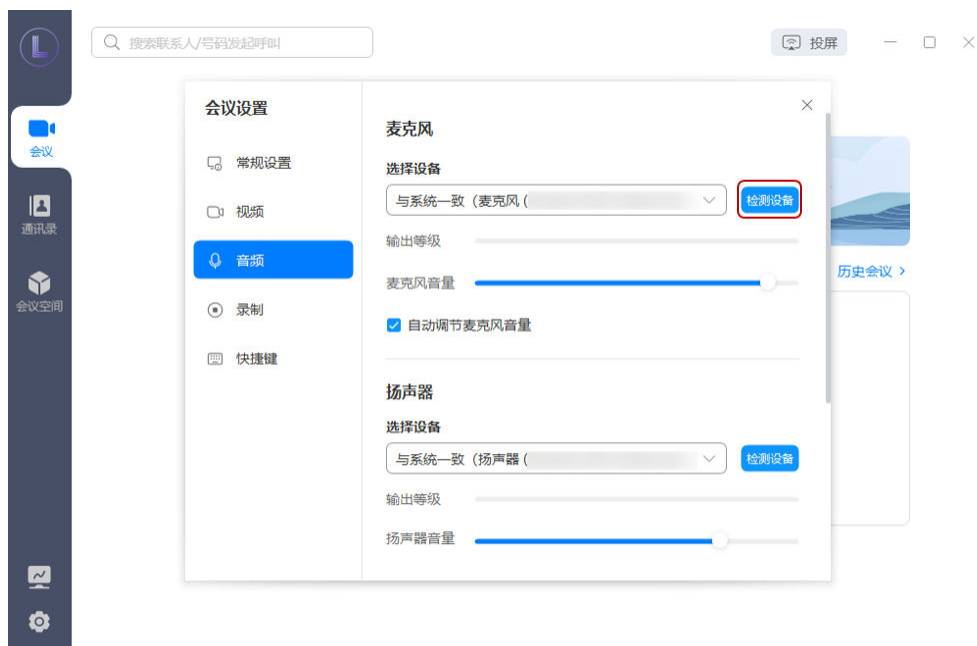 L
搜索联系人/号码发起呼叫
投屏
会议
通讯录
会议空间
历史会议
会议设置
常规设置
视频
音频
录制
快捷键
麦克风
选择设备
与系统一致（麦克风 (
检测设备
输出等级
麦克风音量
自动调节麦克风音量
扬声器
选择设备
与系统一致（扬声器 (
检测设备
输出等级
扬声器音量